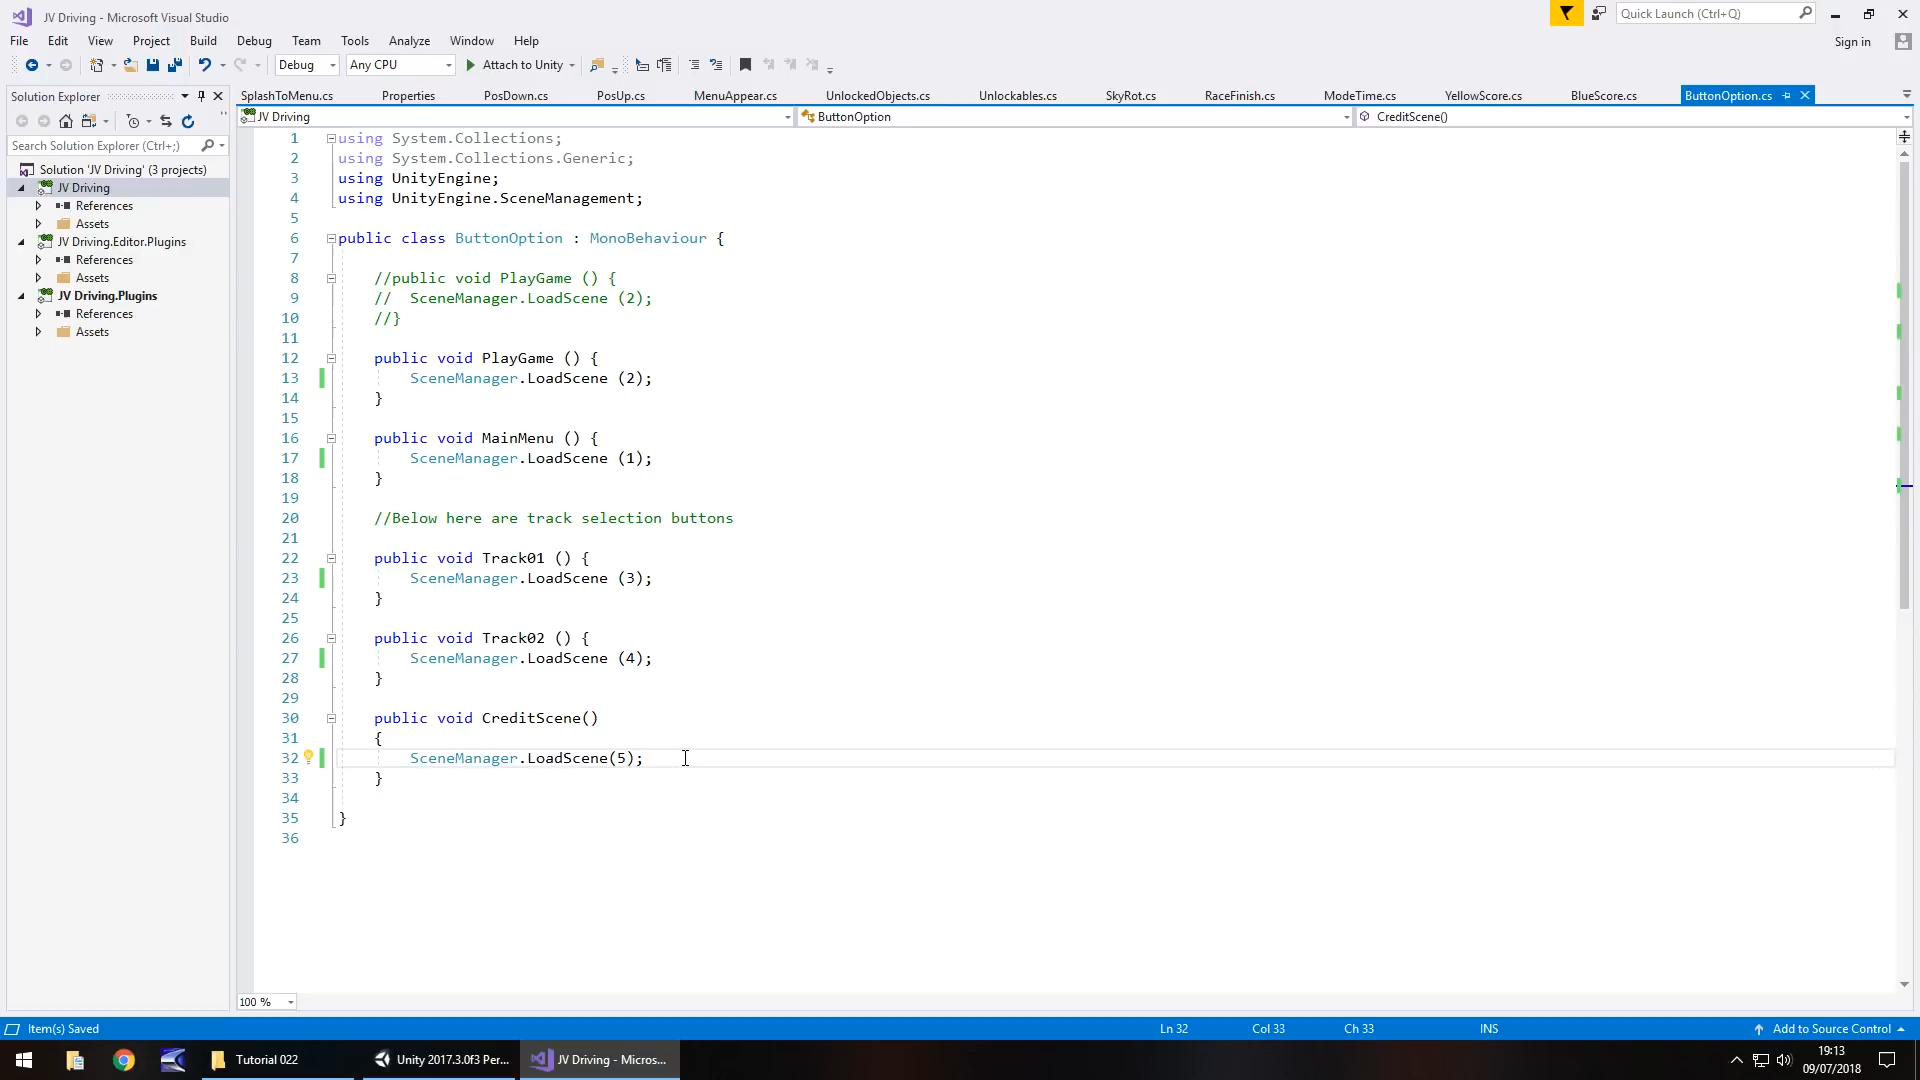 JV Driving - Microsoft Visual Studio
Quick Launch (Ctrl+Q)
File Edit View Project Build Debug Team Tools Analyze Window Help
Sign in
Debug Any CPU Attach to Unity
Solution Explorer
SplashToMenu.cs Properties PosDown.cs PosUp.cs MenuAppear.cs UnlockedObjects.cs Unlockables.cs SkyRot.cs RaceFinish.cs ModeTime.cs YellowScore.cs BlueScore.cs ButtonOption.cs
JV Driving ButtonOption CreditScene()
Search Solution Explorer (Ctrl+;)
Solution 'JV Driving' (3 projects)
JV Driving
References
Assets
JV Driving.Editor.Plugins
References
Assets
JV Driving.Plugins
References
Assets
1 using System.Collections;
2 using System.Collections.Generic;
3 using UnityEngine;
4 using UnityEngine.SceneManagement;
5
6 public class ButtonOption : MonoBehaviour {
7
8 //public void PlayGame () {
9 // SceneManager.LoadScene (2);
10 //}
11
12 public void PlayGame () {
13 SceneManager.LoadScene (2);
14 }
15
16 public void MainMenu () {
17 SceneManager.LoadScene (1);
18 }
19
20 //Below here are track selection buttons
21
22 public void Track01 () {
23 SceneManager.LoadScene (3);
24 }
25
26 public void Track02 () {
27 SceneManager.LoadScene (4);
28 }
29
30 public void CreditScene()
31 {
32 SceneManager.LoadScene(5);
33 }
34
35 }
36
100 %
Item(s) Saved Ln 32 Col 33 Ch 33 INS Add to Source Control
Tutorial 022 Unity 2017.3.0f3 Per... JV Driving - Micros...
19:13
09/07/2018